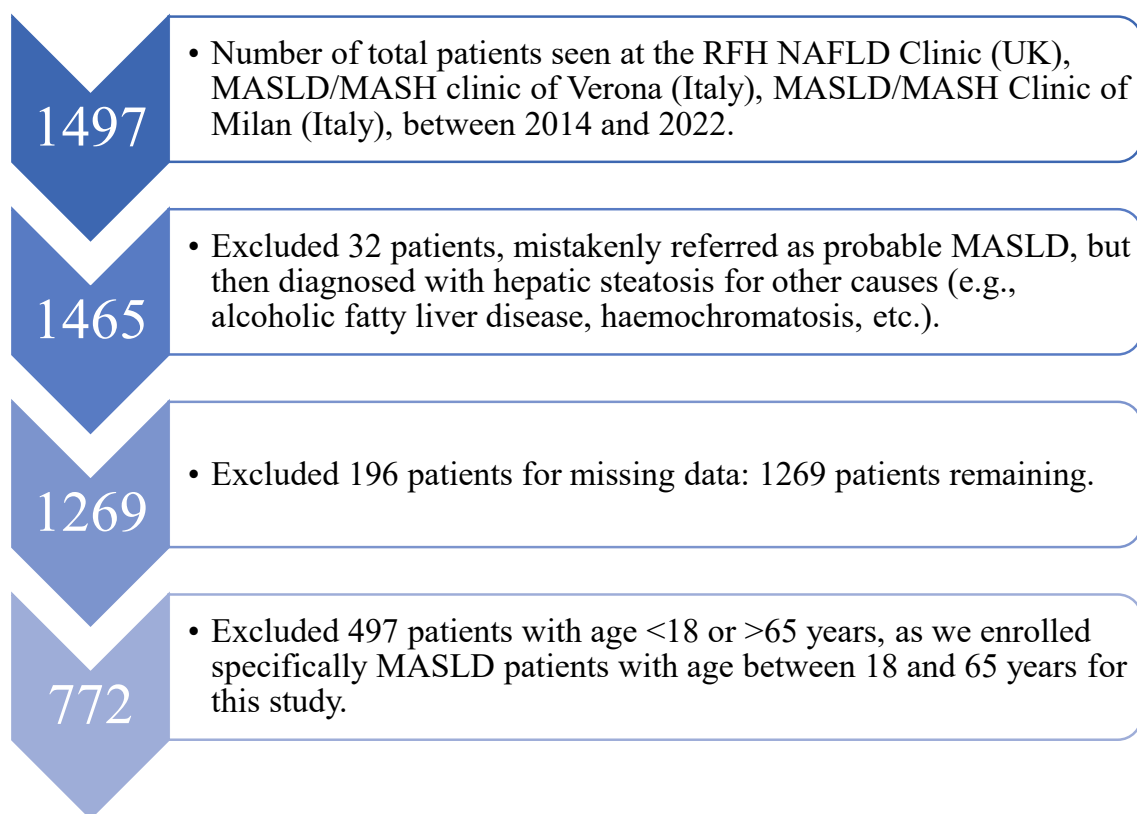 1497
• Number of total patients seen at the RFH NAFLD Clinic (UK),
MASLD/MASH clinic of Verona (Italy), MASLD/MASH Clinic of
Milan (Italy), between 2014 and 2022.
1465
• Excluded 32 patients, mistakenly referred as probable MASLD, but
then diagnosed with hepatic steatosis for other causes (e.g.,
alcoholic fatty liver disease, haemochromatosis, etc.).
1269
• Excluded 196 patients for missing data: 1269 patients remaining.
772
• Excluded 497 patients with age <18 or >65 years, as we enrolled
specifically MASLD patients with age between 18 and 65 years for
this study.